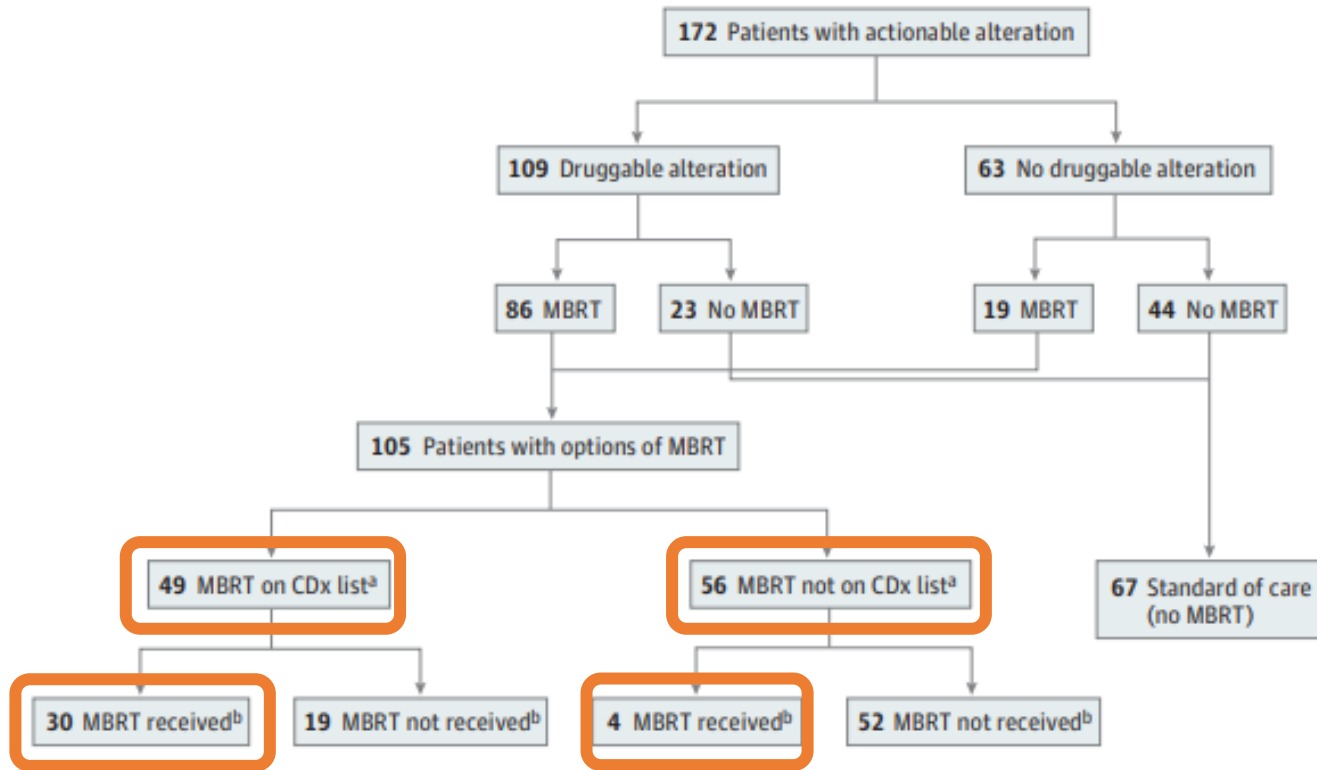 172 Patients with actionable alteration
109 Druggable alteration
63 No druggable alteration
86 MBRT
23 No MBRT
19 MBRT
44 No MBRT
105 Patients with options of MBRT
49 MBRT on CDx listᵃ
56 MBRT not on CDx listᵃ
67 Standard of care
(no MBRT)
30 MBRT receivedᵇ
19 MBRT not receivedᵇ
4 MBRT receivedᵇ
52 MBRT not receivedᵇ